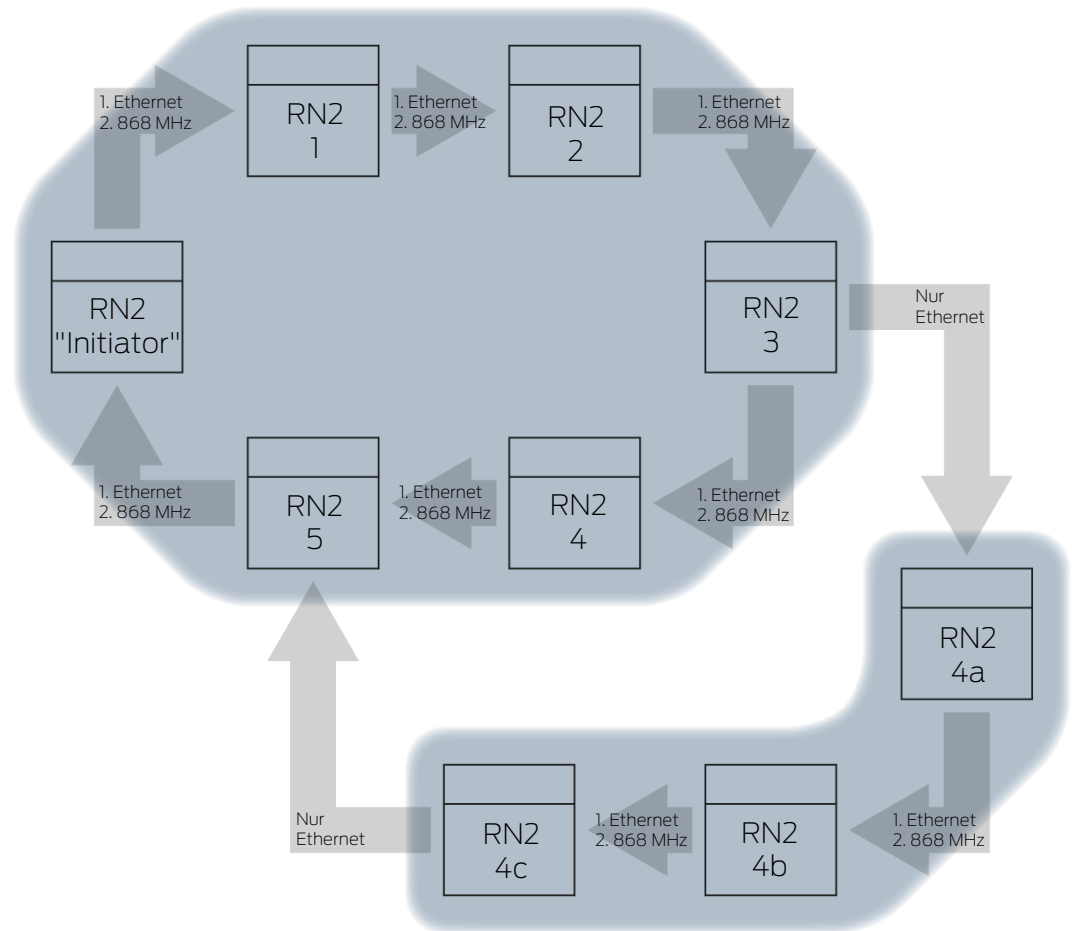 1. Ethernet
2. 868 MHz
RN2
1
1. Ethernet
2. 868 MHz
RN2
2
1. Ethernet
2. 868 MHz
RN2
"Initiator"
RN2
3
Nur
Ethernet
1. Ethernet
2. 868 MHz
RN2
5
1. Ethernet
2. 868 MHz
RN2
4
1. Ethernet
2. 868 MHz
RN2
4a
Nur
Ethernet
RN2
4c
1. Ethernet
2. 868 MHz
RN2
4b
1. Ethernet
2. 868 MHz